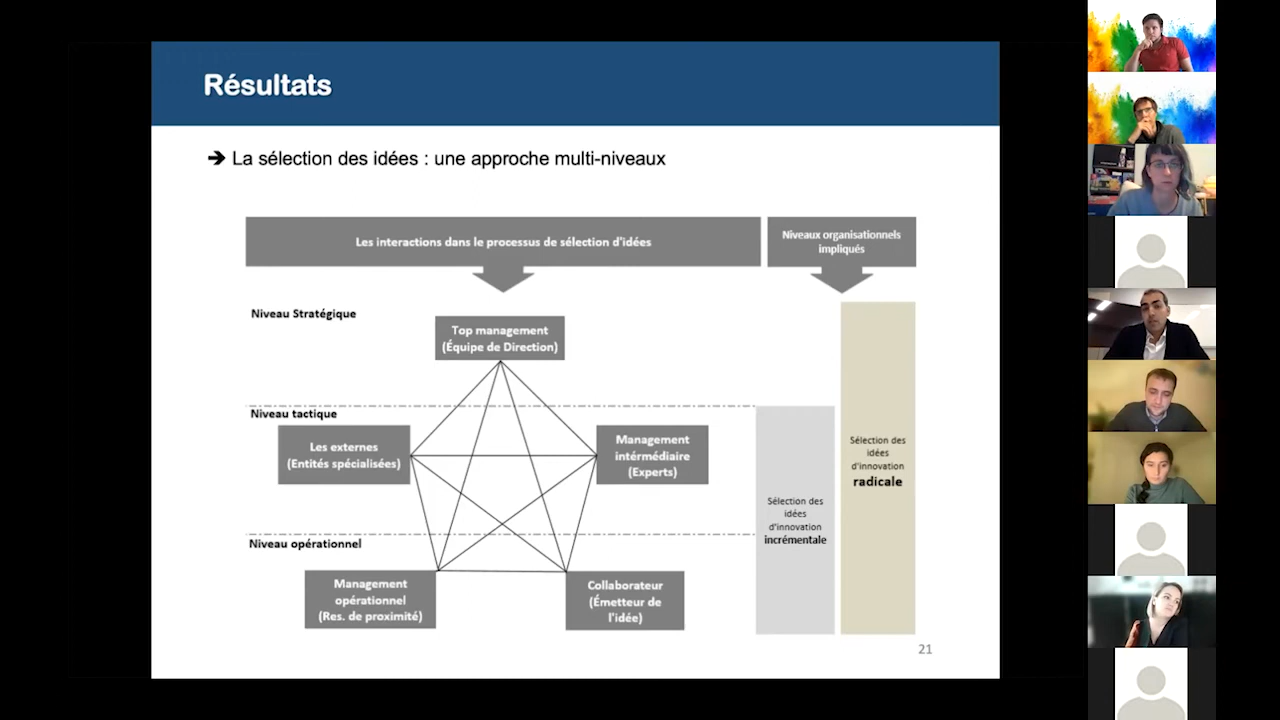 Résultats
➔ La sélection des idées : une approche multi-niveaux
Les interactions dans le processus de sélection d'idées
Niveaux organisationnels
impliqués
Niveau Stratégique
Top management
(Équipe de Direction)
Niveau tactique
Les externes
(Entités spécialisées)
Management
intérmédiaire
(Experts)
Sélection des
idées
d'innovation
radicale
Sélection des
idées
d'innovation
incrémentale
Niveau opérationnel
Management
opérationnel
(Res. de proximité)
Collaborateur
(Émetteur de
l'idée)
21